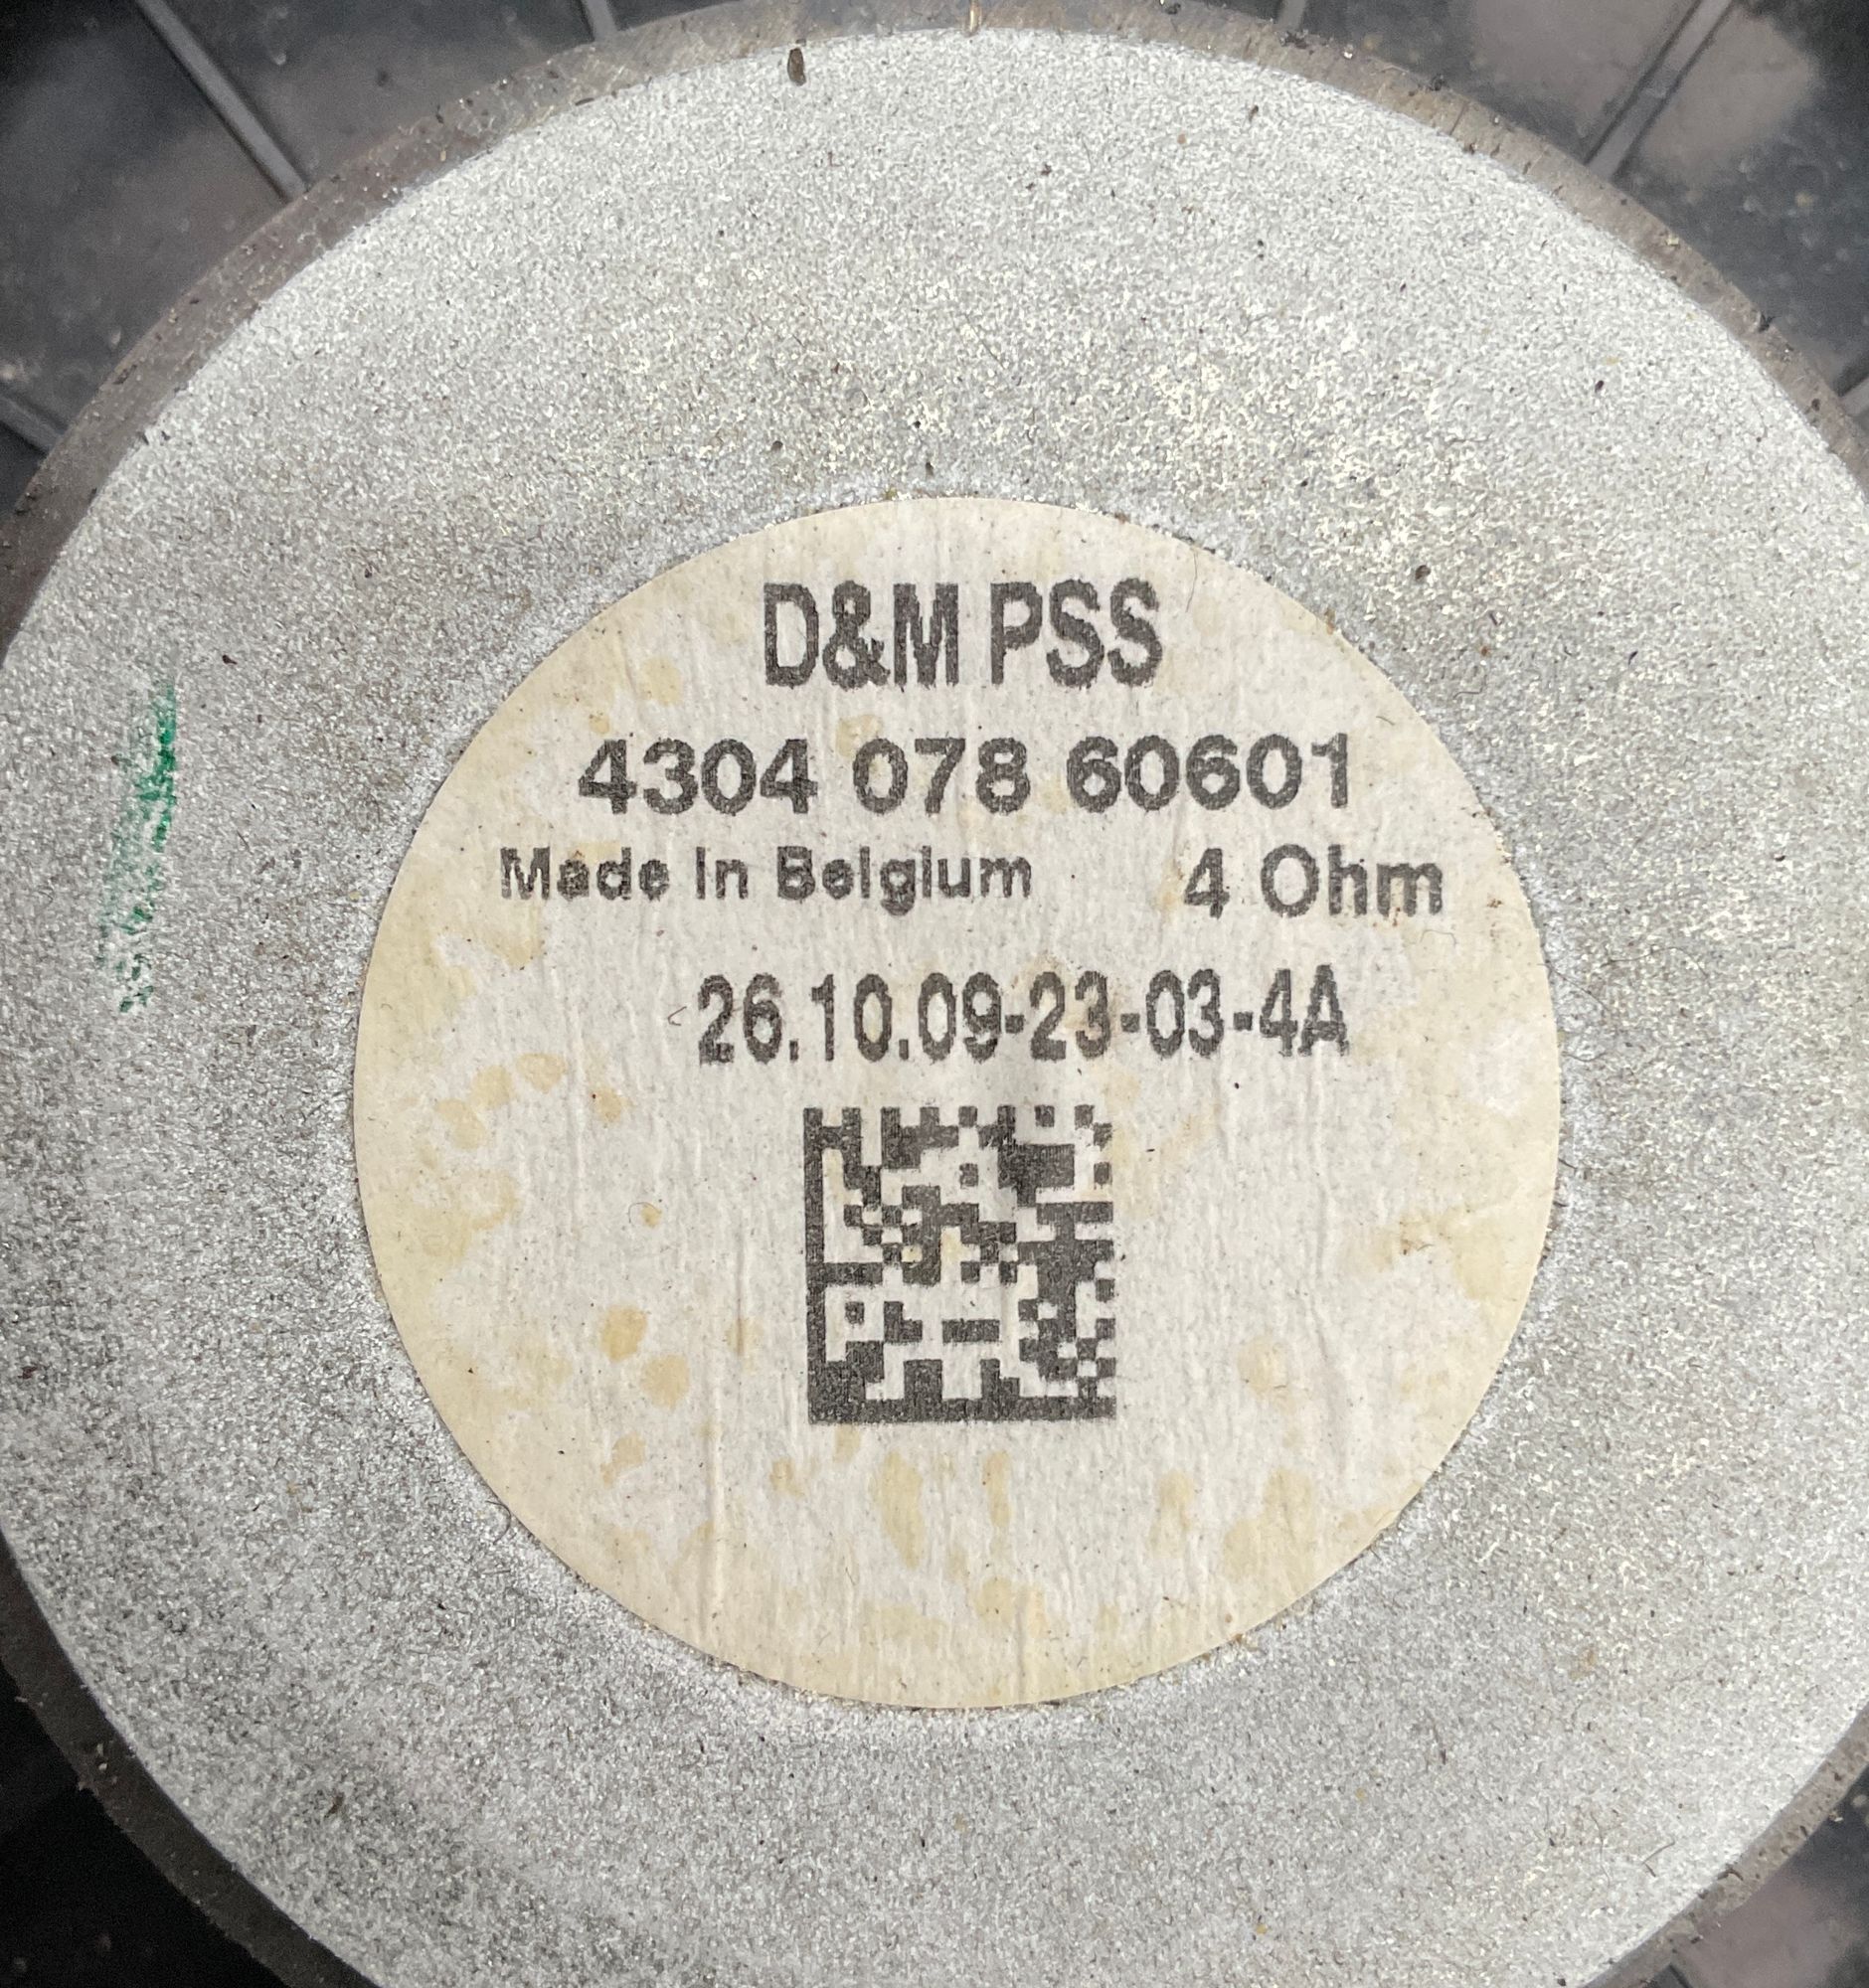 D&M PSS
4304 078 60601
Made In Belgium 4 Ohm
26.10.09-23-03-4A